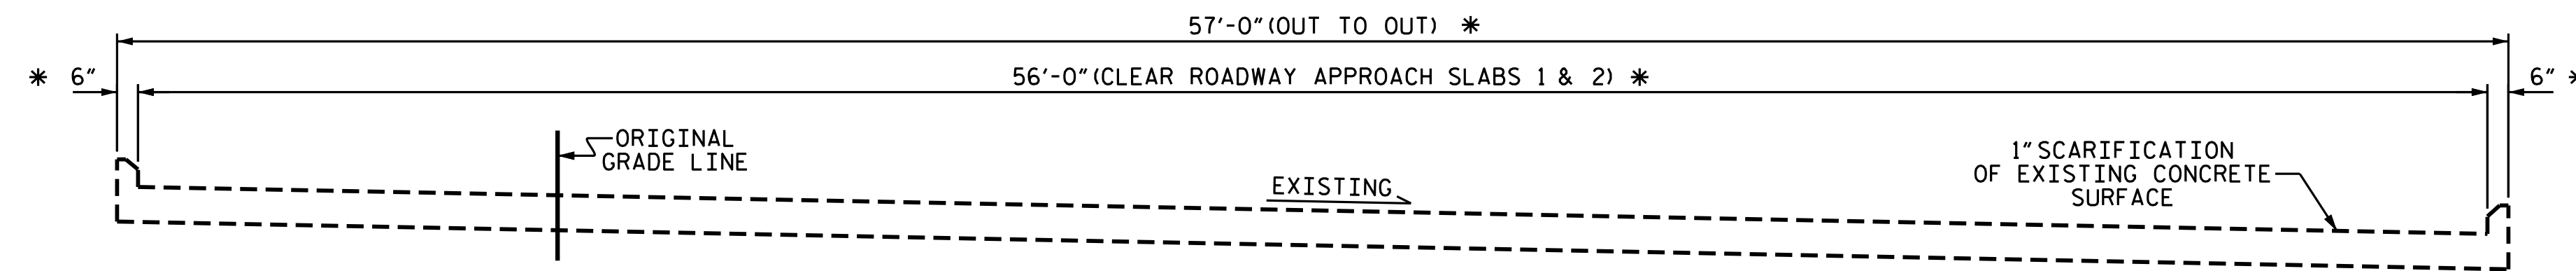 57'-0"(OUT TO OUT) *
* 6"
56'-0"(CLEAR ROADWAY APPROACH SLABS 1 & 2) *
6" *
ORIGINAL
GRADE LINE
EXISTING
1"SCARIFICATION
OF EXISTING CONCRETE
SURFACE